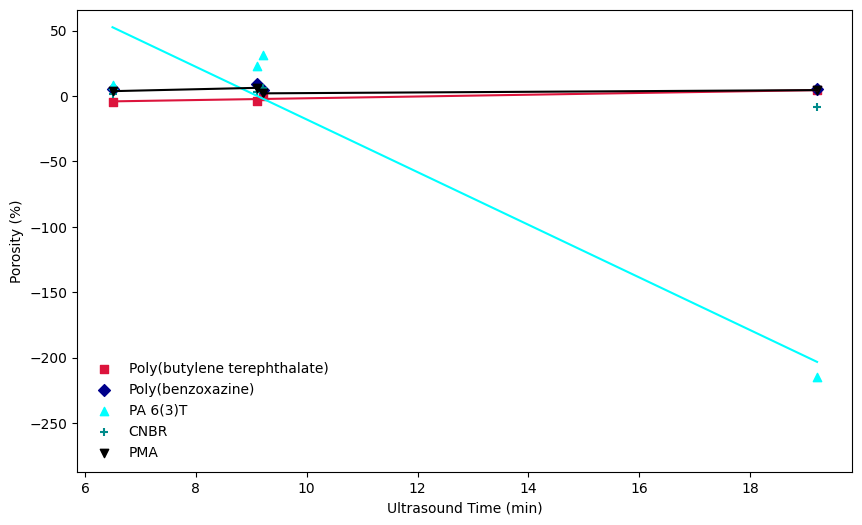 50
0
−50
−100
−150
−200
−250
Porosity (%)
6
8
10
12
14
16
18
Ultrasound Time (min)
Poly(butylene terephthalate)
Poly(benzoxazine)
PA 6(3)T
CNBR
PMA